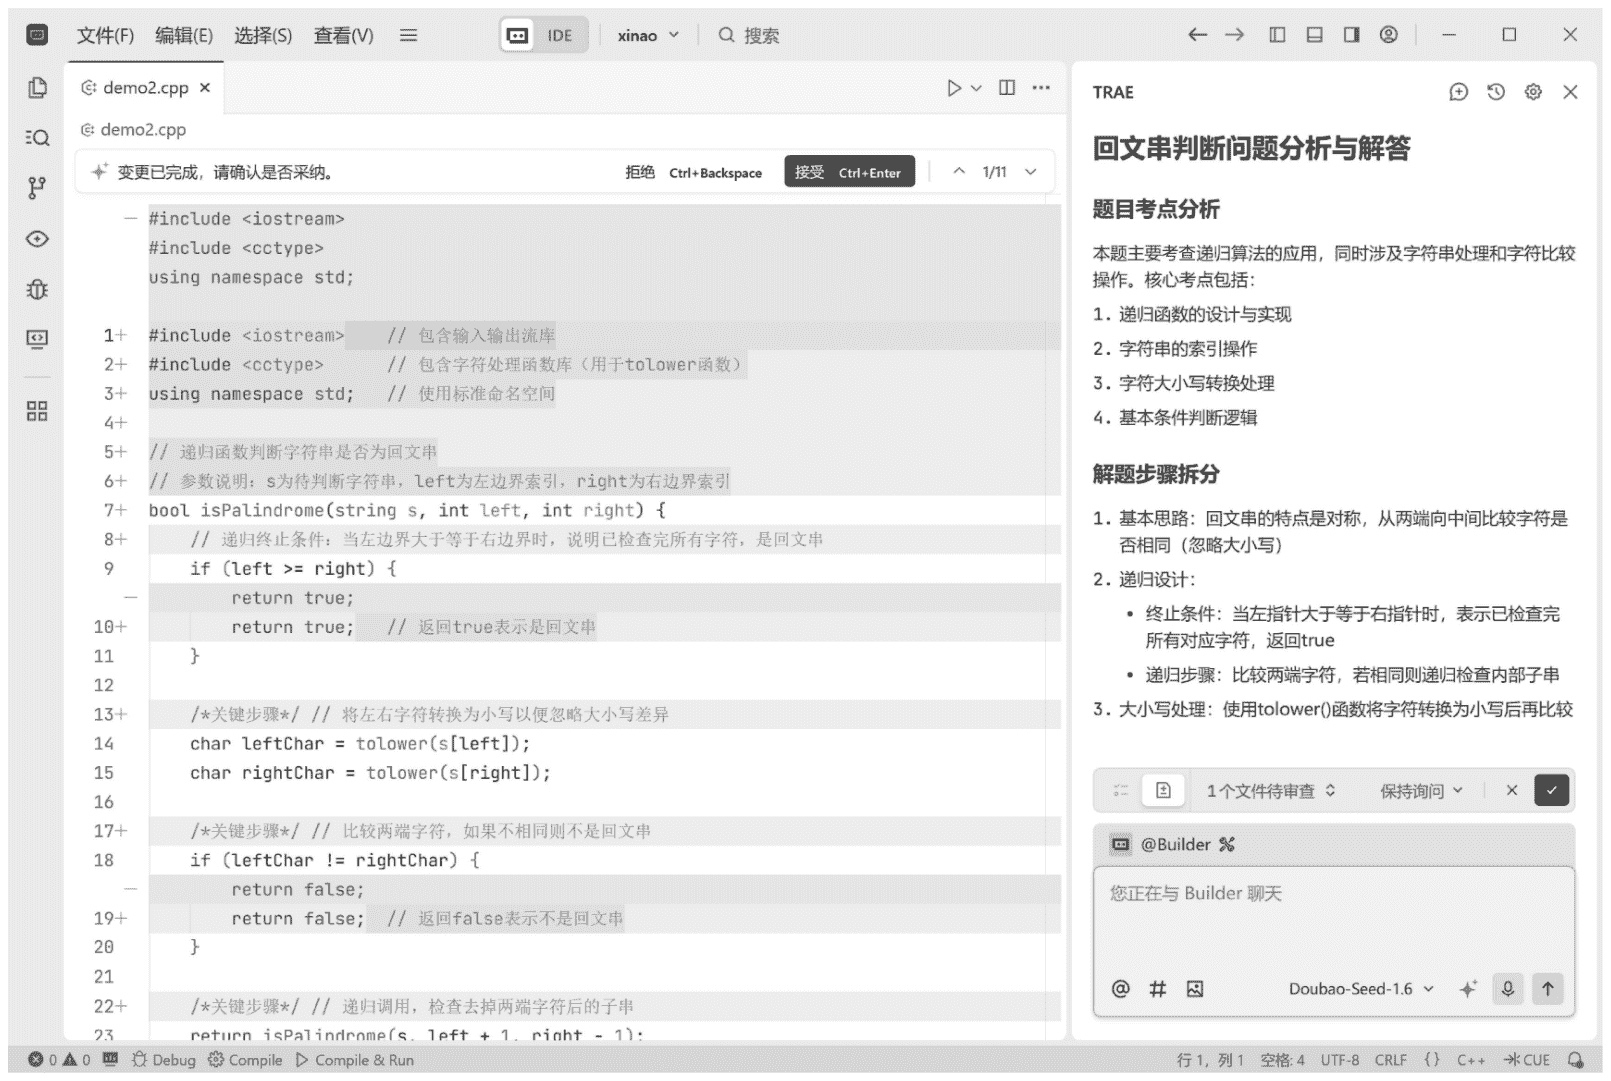 文件(F) 编辑(E) 选择(S) 查看(V) IDE xinao 搜索
demo2.cpp
demo2.cpp
变更已完成，请确认是否采纳。 拒绝 Ctrl+Backspace 接受 Ctrl+Enter 1/11
#include <iostream>
#include <cctype>
using namespace std;
1+ #include <iostream> // 包含输入输出流库
2+ #include <cctype> // 包含字符处理函数库（用于tolower函数）
3+ using namespace std; // 使用标准命名空间
4+
5+ // 递归函数判断字符串是否为回文串
6+ // 参数说明：s为待判断字符串，left为左边界索引，right为右边界索引
7+ bool isPalindrome(string s, int left, int right) {
8+ // 递归终止条件：当左边界大于等于右边界时，说明已检查完所有字符，是回文串
9 if (left >= right) {
return true;
10+ return true; // 返回true表示是回文串
11 }
12
13+ /*关键步骤*/ // 将左右字符转换为小写以便忽略大小写差异
14 char leftChar = tolower(s[left]);
15 char rightChar = tolower(s[right]);
16
17+ /*关键步骤*/ // 比较两端字符，如果不相同则不是回文串
18 if (leftChar != rightChar) {
return false;
19+ return false; // 返回false表示不是回文串
20 }
21
22+ /*关键步骤*/ // 递归调用，检查去掉两端字符后的子串
23 return isPalindrome(s, left + 1, right - 1);
TRAE
回文串判断问题分析与解答
题目考点分析
本题主要考查递归算法的应用，同时涉及字符串处理和字符比较
操作。核心考点包括：
1. 递归函数的设计与实现
2. 字符串的索引操作
3. 字符大小写转换处理
4. 基本条件判断逻辑
解题步骤拆分
1. 基本思路：回文串的特点是对称，从两端向中间比较字符是
否相同（忽略大小写）
2. 递归设计：
• 终止条件：当左指针大于等于右指针时，表示已检查完
所有对应字符，返回true
• 递归步骤：比较两端字符，若相同则递归检查内部子串
3. 大小写处理：使用tolower()函数将字符转换为小写后再比较
1 个文件待审查 保持询问
@Builder
您正在与 Builder 聊天
Doubao-Seed-1.6
0 0 Debug Compile Compile & Run 行 1，列 1 空格: 4 UTF-8 CRLF {} C++ CUE